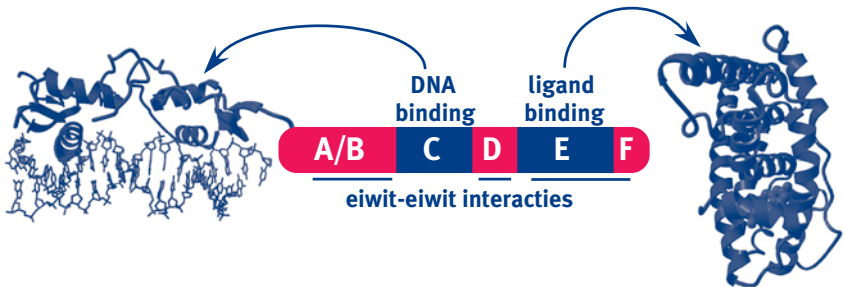 DNA
binding
ligand
binding
A/B C D E F
eiwit-eiwit interacties